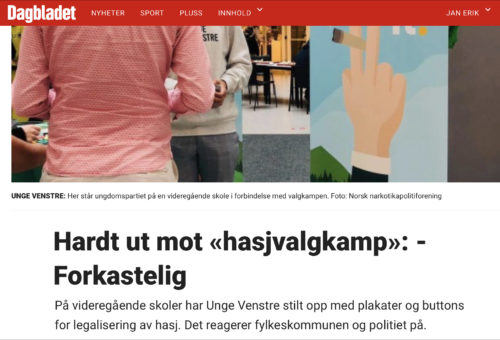 Dagbladet NYHETER SPORT PLUSS INNHOLD JAN ERIK
UNGE VENSTRE: Her står ungdomspartiet på en videregående skole i forbindelse med valgkampen. Foto: Norsk narkotikapolitiforening
Hardt ut mot «hasjvalgkamp»: -
Forkastelig
På videregående skoler har Unge Venstre stilt opp med plakater og buttons
for legalisering av hasj. Det reagerer fylkeskommunen og politiet på.